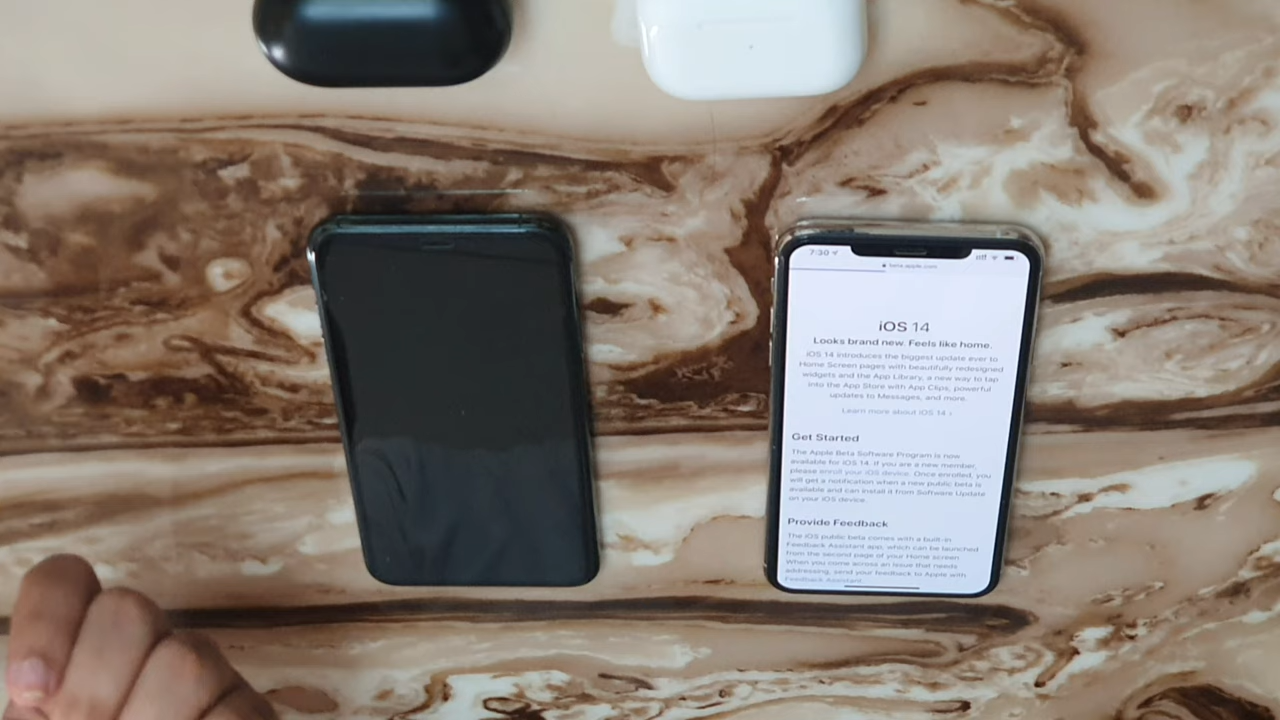 7:30
beta.apple.com
iOS 14
Looks brand new. Feels like home.
iOS 14 introduces the biggest update ever to
Home Screen pages with beautifully redesigned
widgets and the App Library, a new way to tap
into the App Store with App Clips, powerful
updates to Messages, and more.
Learn more about iOS 14 ›
Get Started
The Apple Beta Software Program is now
available for iOS 14. If you are a new member,
please enroll your iOS device. Once enrolled, you
will get a notification when a new public beta is
available and can install it from Software Update
on your iOS device.
Provide Feedback
The iOS public beta comes with a built-in
Feedback Assistant app, which can be launched
from the second page of your Home screen.
When you come across an issue that needs
addressing, send your feedback to Apple with
Feedback Assistant.